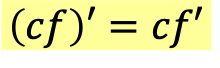 (cf)′ = cf′